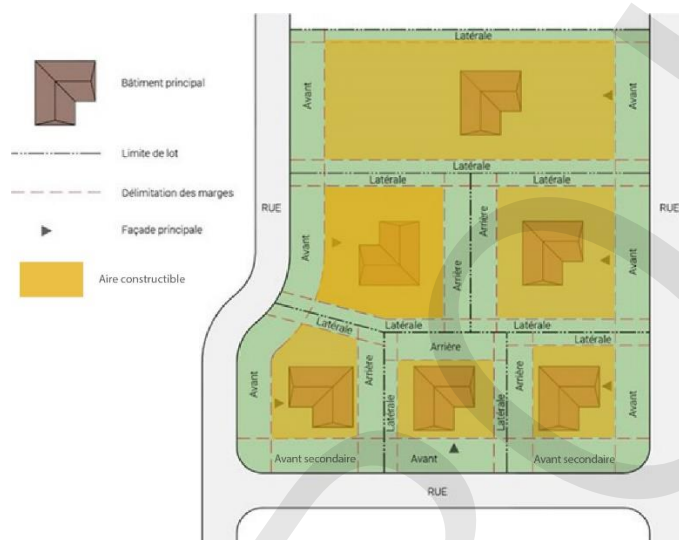 Bâtiment principal
Limite de lot
Délimitation des marges
Façade principale
Aire constructible
RUE
RUE
RUE
Latérale
Avant
Avant
Latérale
Latérale
Latérale
Avant
Arrière
Arrière
Avant
Latérale
Latérale
Latérale
Arrière
Latérale
Avant
Arrière
Latérale
Latérale
Arrière
Avant
Avant secondaire
Avant
Avant secondaire